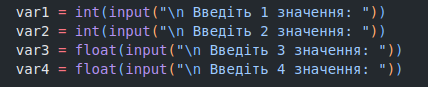 var1 = int(input("\n Введіть 1 значення: "))
var2 = int(input("\n Введіть 2 значення: "))
var3 = float(input("\n Введіть 3 значення: "))
var4 = float(input("\n Введіть 4 значення: "))